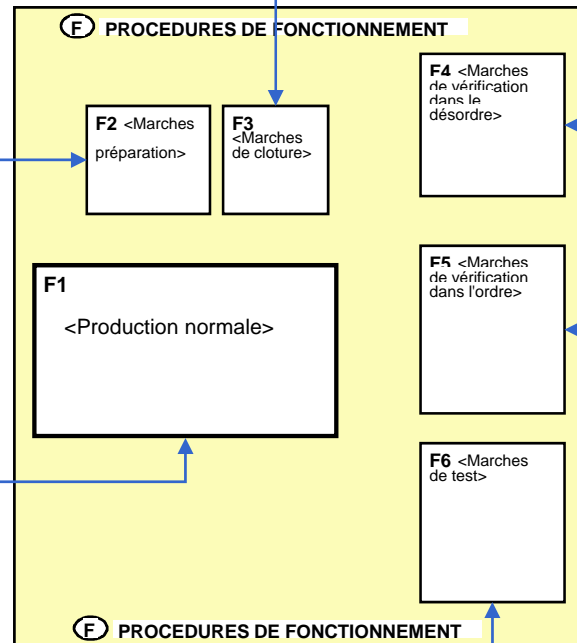 F PROCEDURES DE FONCTIONNEMENT
F2 <Marches
préparation>
F3
<Marches
de cloture>
F4 <Marches
de vérification
dans le
désordre>
F1
<Production normale>
F5 <Marches
de vérification
dans l'ordre>
F6 <Marches
de test>
F PROCEDURES DE FONCTIONNEMENT